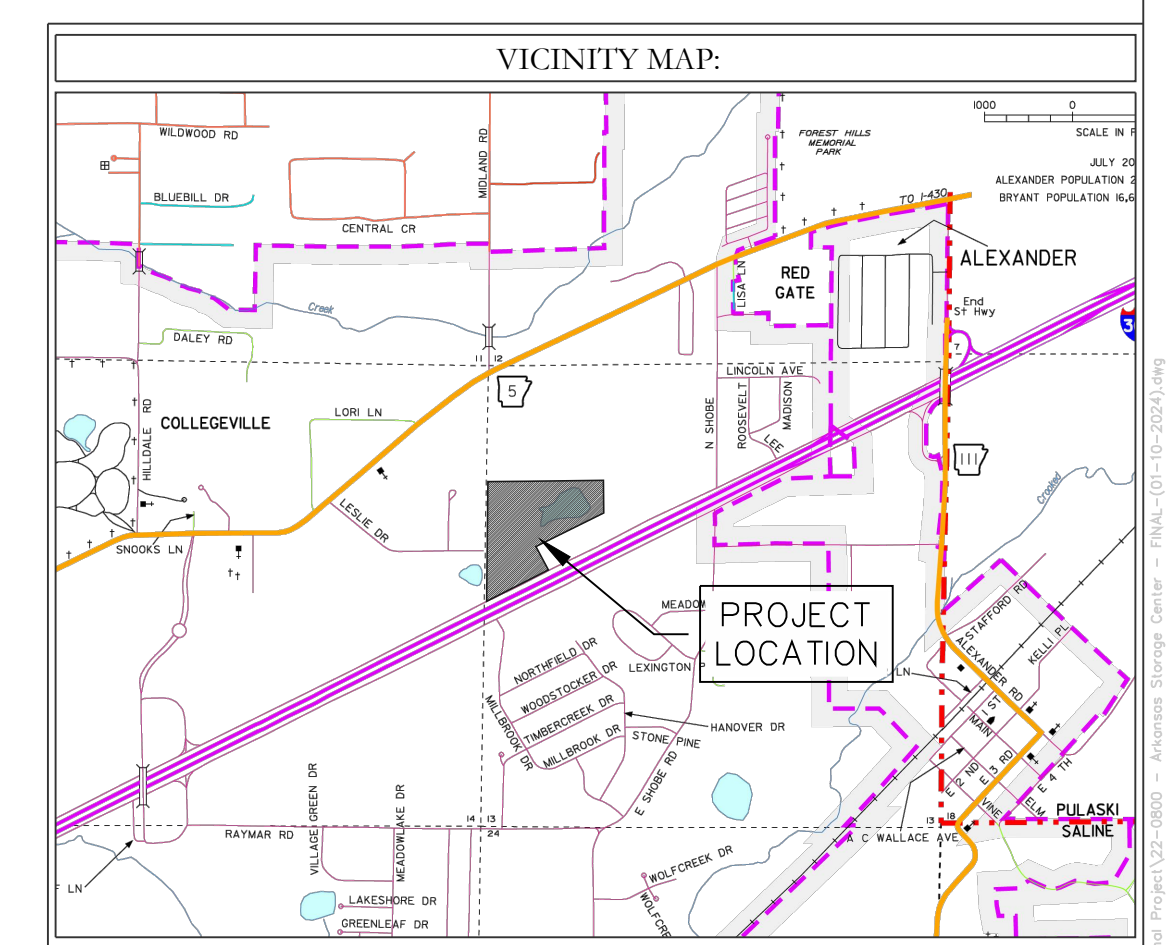 VICINITY MAP:
WILDWOOD RD
BLUEBILL DR
CENTRAL CR
MIDLAND RD
FOREST HILLS
MEMORIAL
PARK
1000 0
SCALE IN F
JULY 20
ALEXANDER POPULATION 2
BRYANT POPULATION 16,6
TO I-430
ALEXANDER
RED
GATE
LISA LN
End
St Hwy
3
7
Creek
DALEY RD
11 12
5
LINCOLN AVE
N SHOBE
ROOSEVELT
MADISON
LEE
COLLEGEVILLE
LORI LN
HILLDALE RD
LESLIE DR
SNOOKS LN
111
Crooked
PROJECT
LOCATION
MEADOW
LEXINGTON P
LN
STAFFORD RD
KELLI PL
ALEXANDER RD
NORTHFIELD DR
WOODSTOCKER DR
TIMBERCREEK DR
MILLBROOK DR
MILLBROOK DR
HANOVER DR
STONE PINE
E SHOBE RD
1 ST
MAIN
E 2 ND
E 3 RD
E 4 TH
VINE
ELM
PULASKI
SALINE
13 18
A C WALLACE AVE
RAYMAR RD
VILLAGE GREEN DR
MEADOWLAKE DR
14 13
24
F LN
LAKESHORE DR
GREENLEAF DR
WOLFCREEK DR
WOLFCRE
al Project\22-0800 - Arkansas Storage Center - FINAL-(01-10-2024).dwg